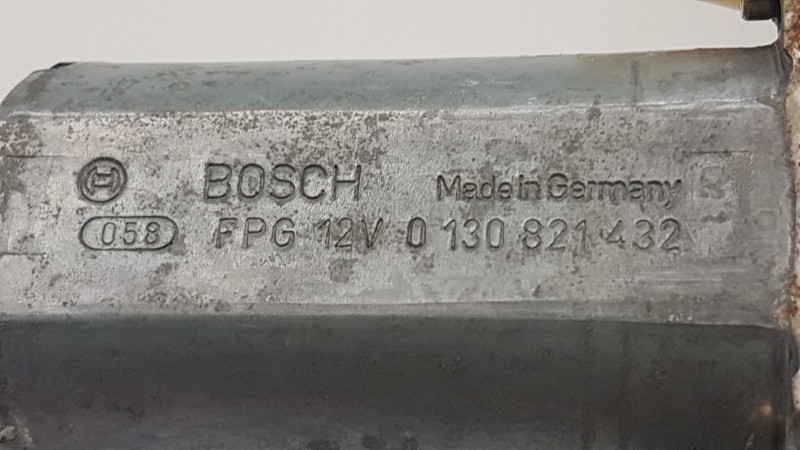 BOSCH Made in Germany
058 FPG 12V 0 130 821 432